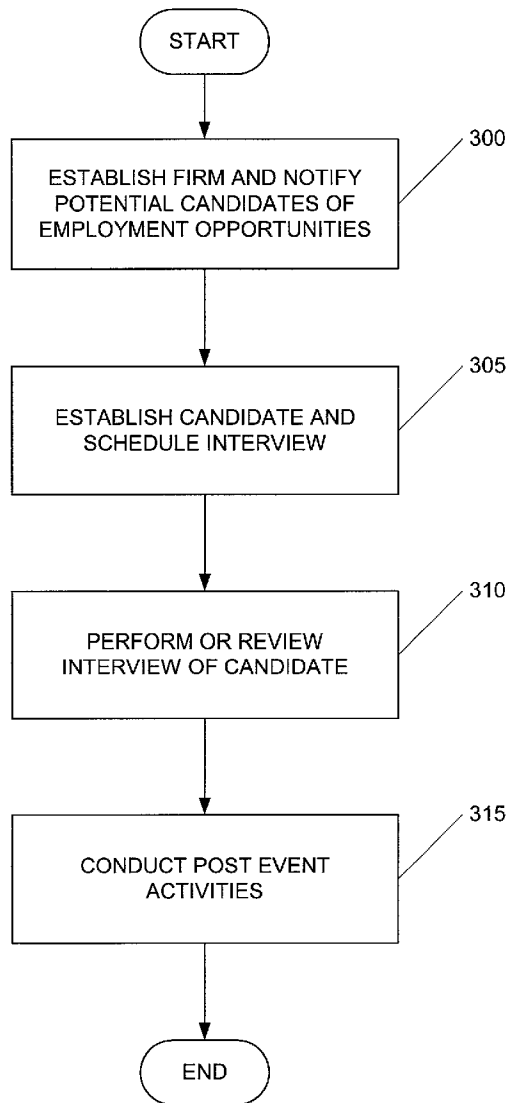 START
300
ESTABLISH FIRM AND NOTIFY
POTENTIAL CANDIDATES OF
EMPLOYMENT OPPORTUNITIES
305
ESTABLISH CANDIDATE AND
SCHEDULE INTERVIEW
310
PERFORM OR REVIEW
INTERVIEW OF CANDIDATE
315
CONDUCT POST EVENT
ACTIVITIES
END